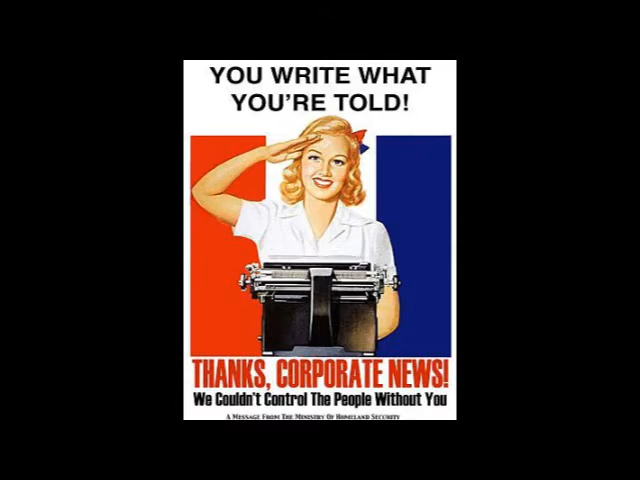 YOU WRITE WHAT
YOU'RE TOLD!
THANKS, CORPORATE NEWS!
We Couldn't Control The People Without You
A MESSAGE FROM THE MINISTRY OF HOMELAND SECURITY